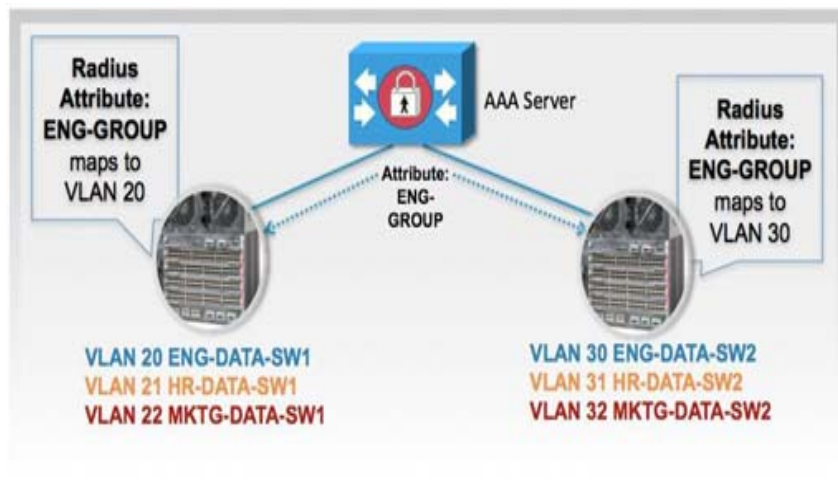 Radius
Attribute:
ENG-GROUP
maps to
VLAN 20
AAA Server
Attribute:
ENG-
GROUP
Radius
Attribute:
ENG-GROUP
maps to
VLAN 30
VLAN 20 ENG-DATA-SW1
VLAN 21 HR-DATA-SW1
VLAN 22 MKTG-DATA-SW1
VLAN 30 ENG-DATA-SW2
VLAN 31 HR-DATA-SW2
VLAN 32 MKTG-DATA-SW2